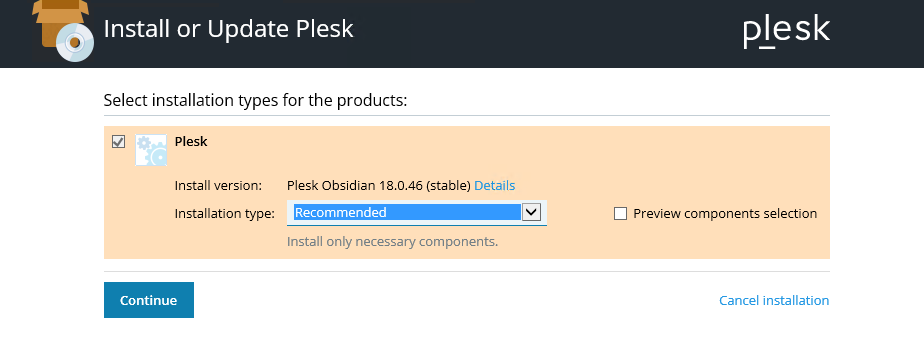 Install or Update Plesk
plesk
Select installation types for the products:
Plesk
Install version: Plesk Obsidian 18.0.46 (stable) Details
Installation type: Recommended Preview components selection
Install only necessary components.
Continue Cancel installation